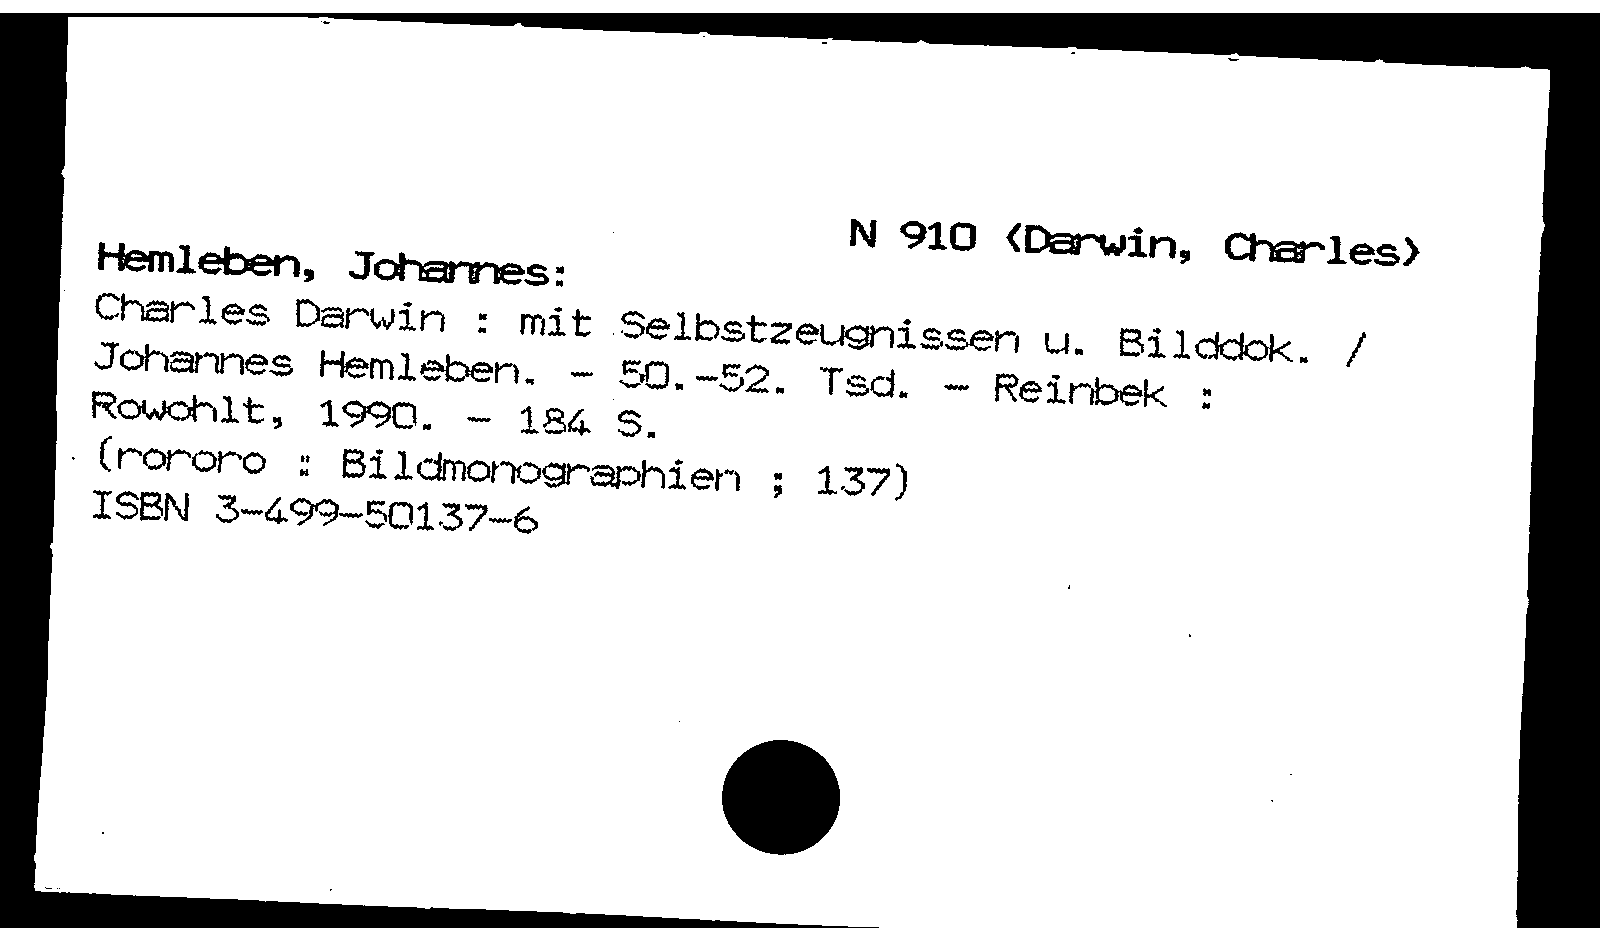 N 910 <Darwin, Charles>
Hemleben, Johannes:
Charles Darwin : mit Selbstzeugnissen u. Bilddok. /
Johannes Hemleben. - 50.-52. Tsd. - Reinbek :
Rowohlt, 1990. - 184 S.
(rororo : Bildmonographien ; 137)
ISBN 3-499-50137-6